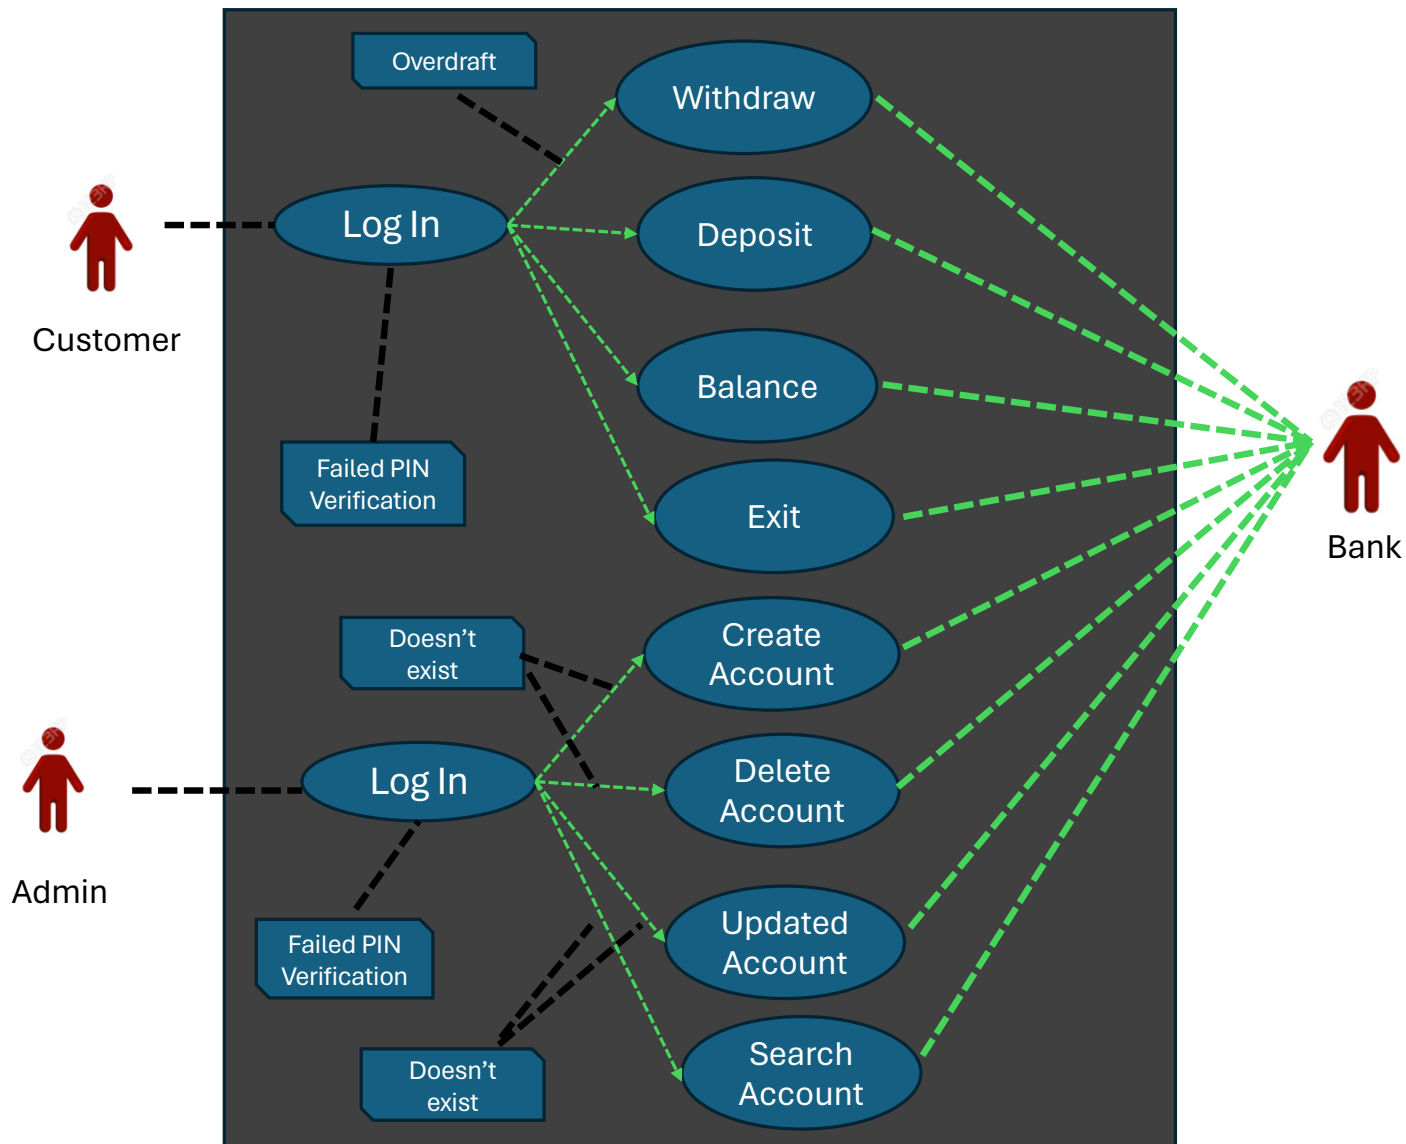 Overdraft
Withdraw
Log In
Deposit
Customer
Balance
Failed PIN
Verification
Exit
Bank
Doesn't
exist
Create
Account
Log In
Delete
Account
Admin
Failed PIN
Verification
Updated
Account
Doesn't
exist
Search
Account